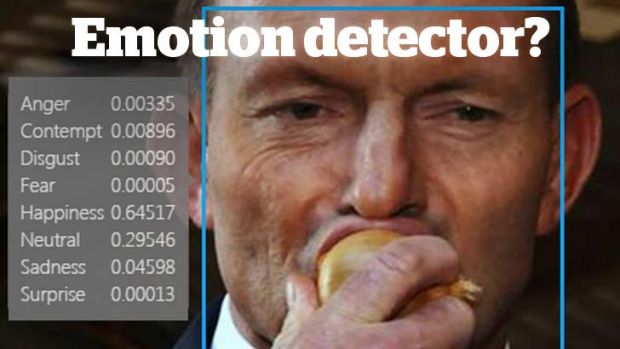 Emotion detector?
Anger 0.00335
Contempt 0.00896
Disgust 0.00090
Fear 0.00005
Happiness 0.64517
Neutral 0.29546
Sadness 0.04598
Surprise 0.00013